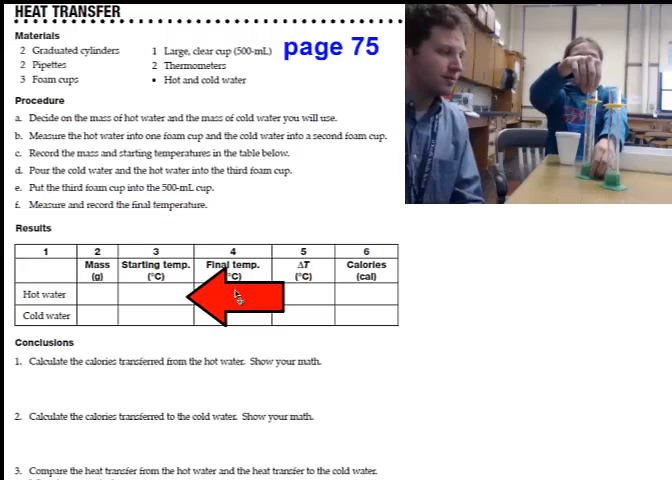 HEAT TRANSFER
Materials
2 Graduated cylinders
2 Pipettes
3 Foam cups
1 Large, clear cup (500-mL)
2 Thermometers
• Hot and cold water
page 75
Procedure
a. Decide on the mass of hot water and the mass of cold water you will use.
b. Measure the hot water into one foam cup and the cold water into a second foam cup.
c. Record the mass and starting temperatures in the table below.
d. Pour the cold water and the hot water into the third foam cup.
e. Put the third foam cup into the 500-mL cup.
f. Measure and record the final temperature.
Results
1 2 3 4 5 6
Mass (g) Starting temp. (°C) Final temp. °C) ΔT (°C) Calories (cal)
Hot water
Cold water
Conclusions
1. Calculate the calories transferred from the hot water. Show your math.
2. Calculate the calories transferred to the cold water. Show your math.
3. Compare the heat transfer from the hot water and the heat transfer to the cold water.